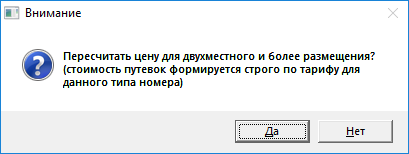 Внимание
Пересчитать цену для двухместного и более размещения?
(стоимость путевок формируется строго по тарифу для
данного типа номера)
Да
Нет